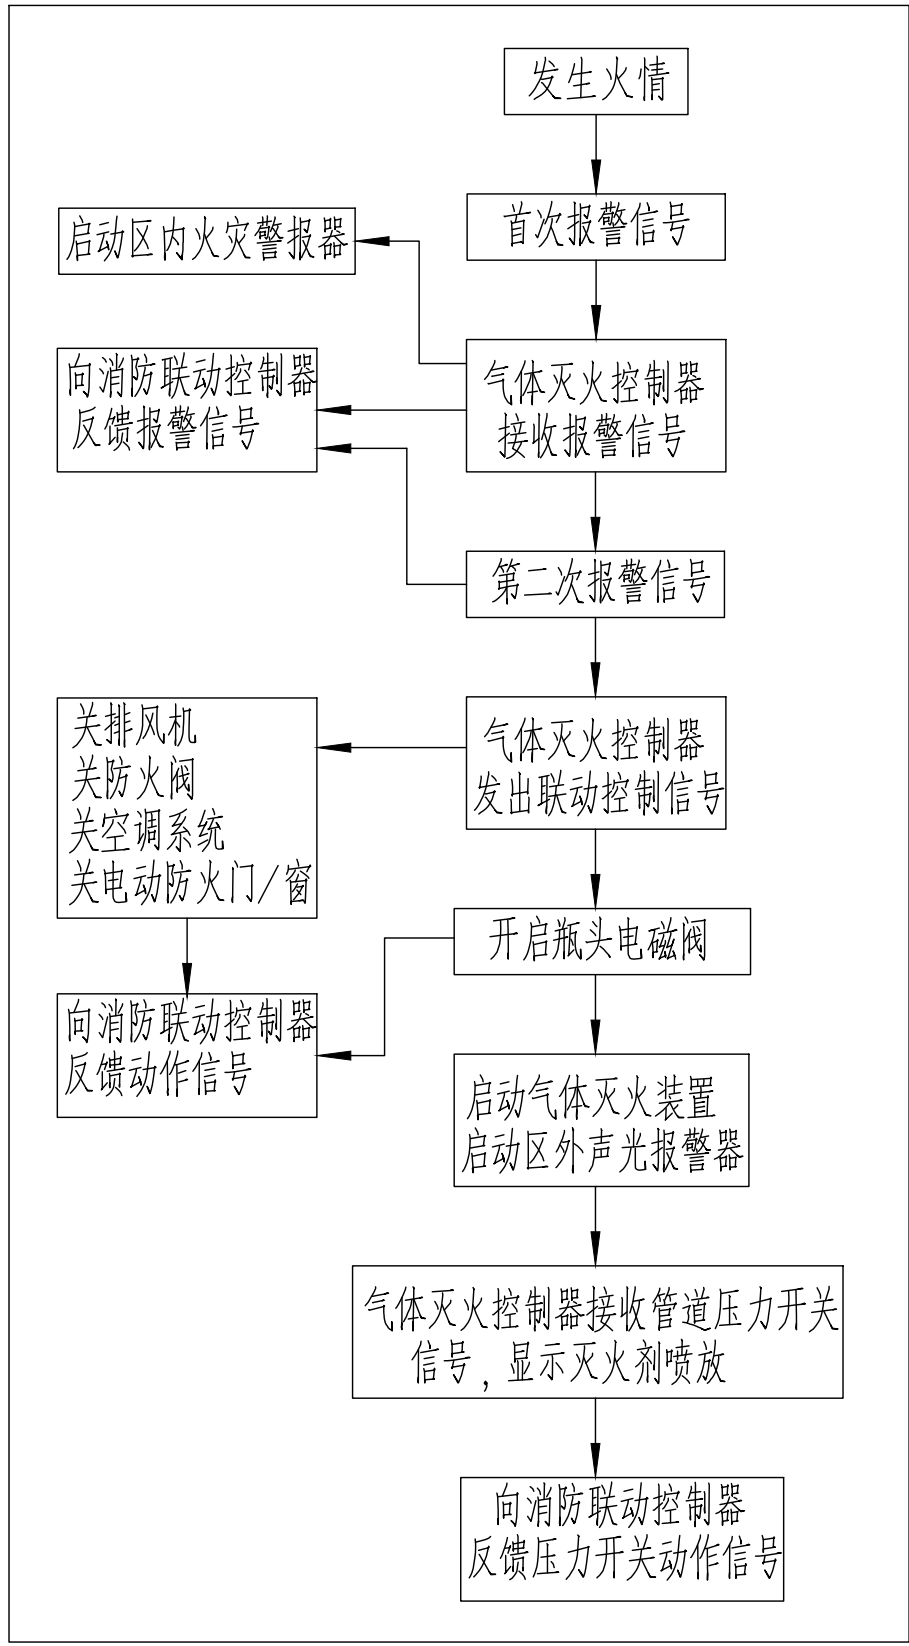 发生火情
首次报警信号
启动区内火灾警报器
气体灭火控制器
接收报警信号
向消防联动控制器
反馈报警信号
第二次报警信号
气体灭火控制器
发出联动控制信号
关排风机
关防火阀
关空调系统
关电动防火门/窗
开启瓶头电磁阀
向消防联动控制器
反馈动作信号
启动气体灭火装置
启动区外声光报警器
气体灭火控制器接收管道压力开关
信号,显示灭火剂喷放
向消防联动控制器
反馈压力开关动作信号